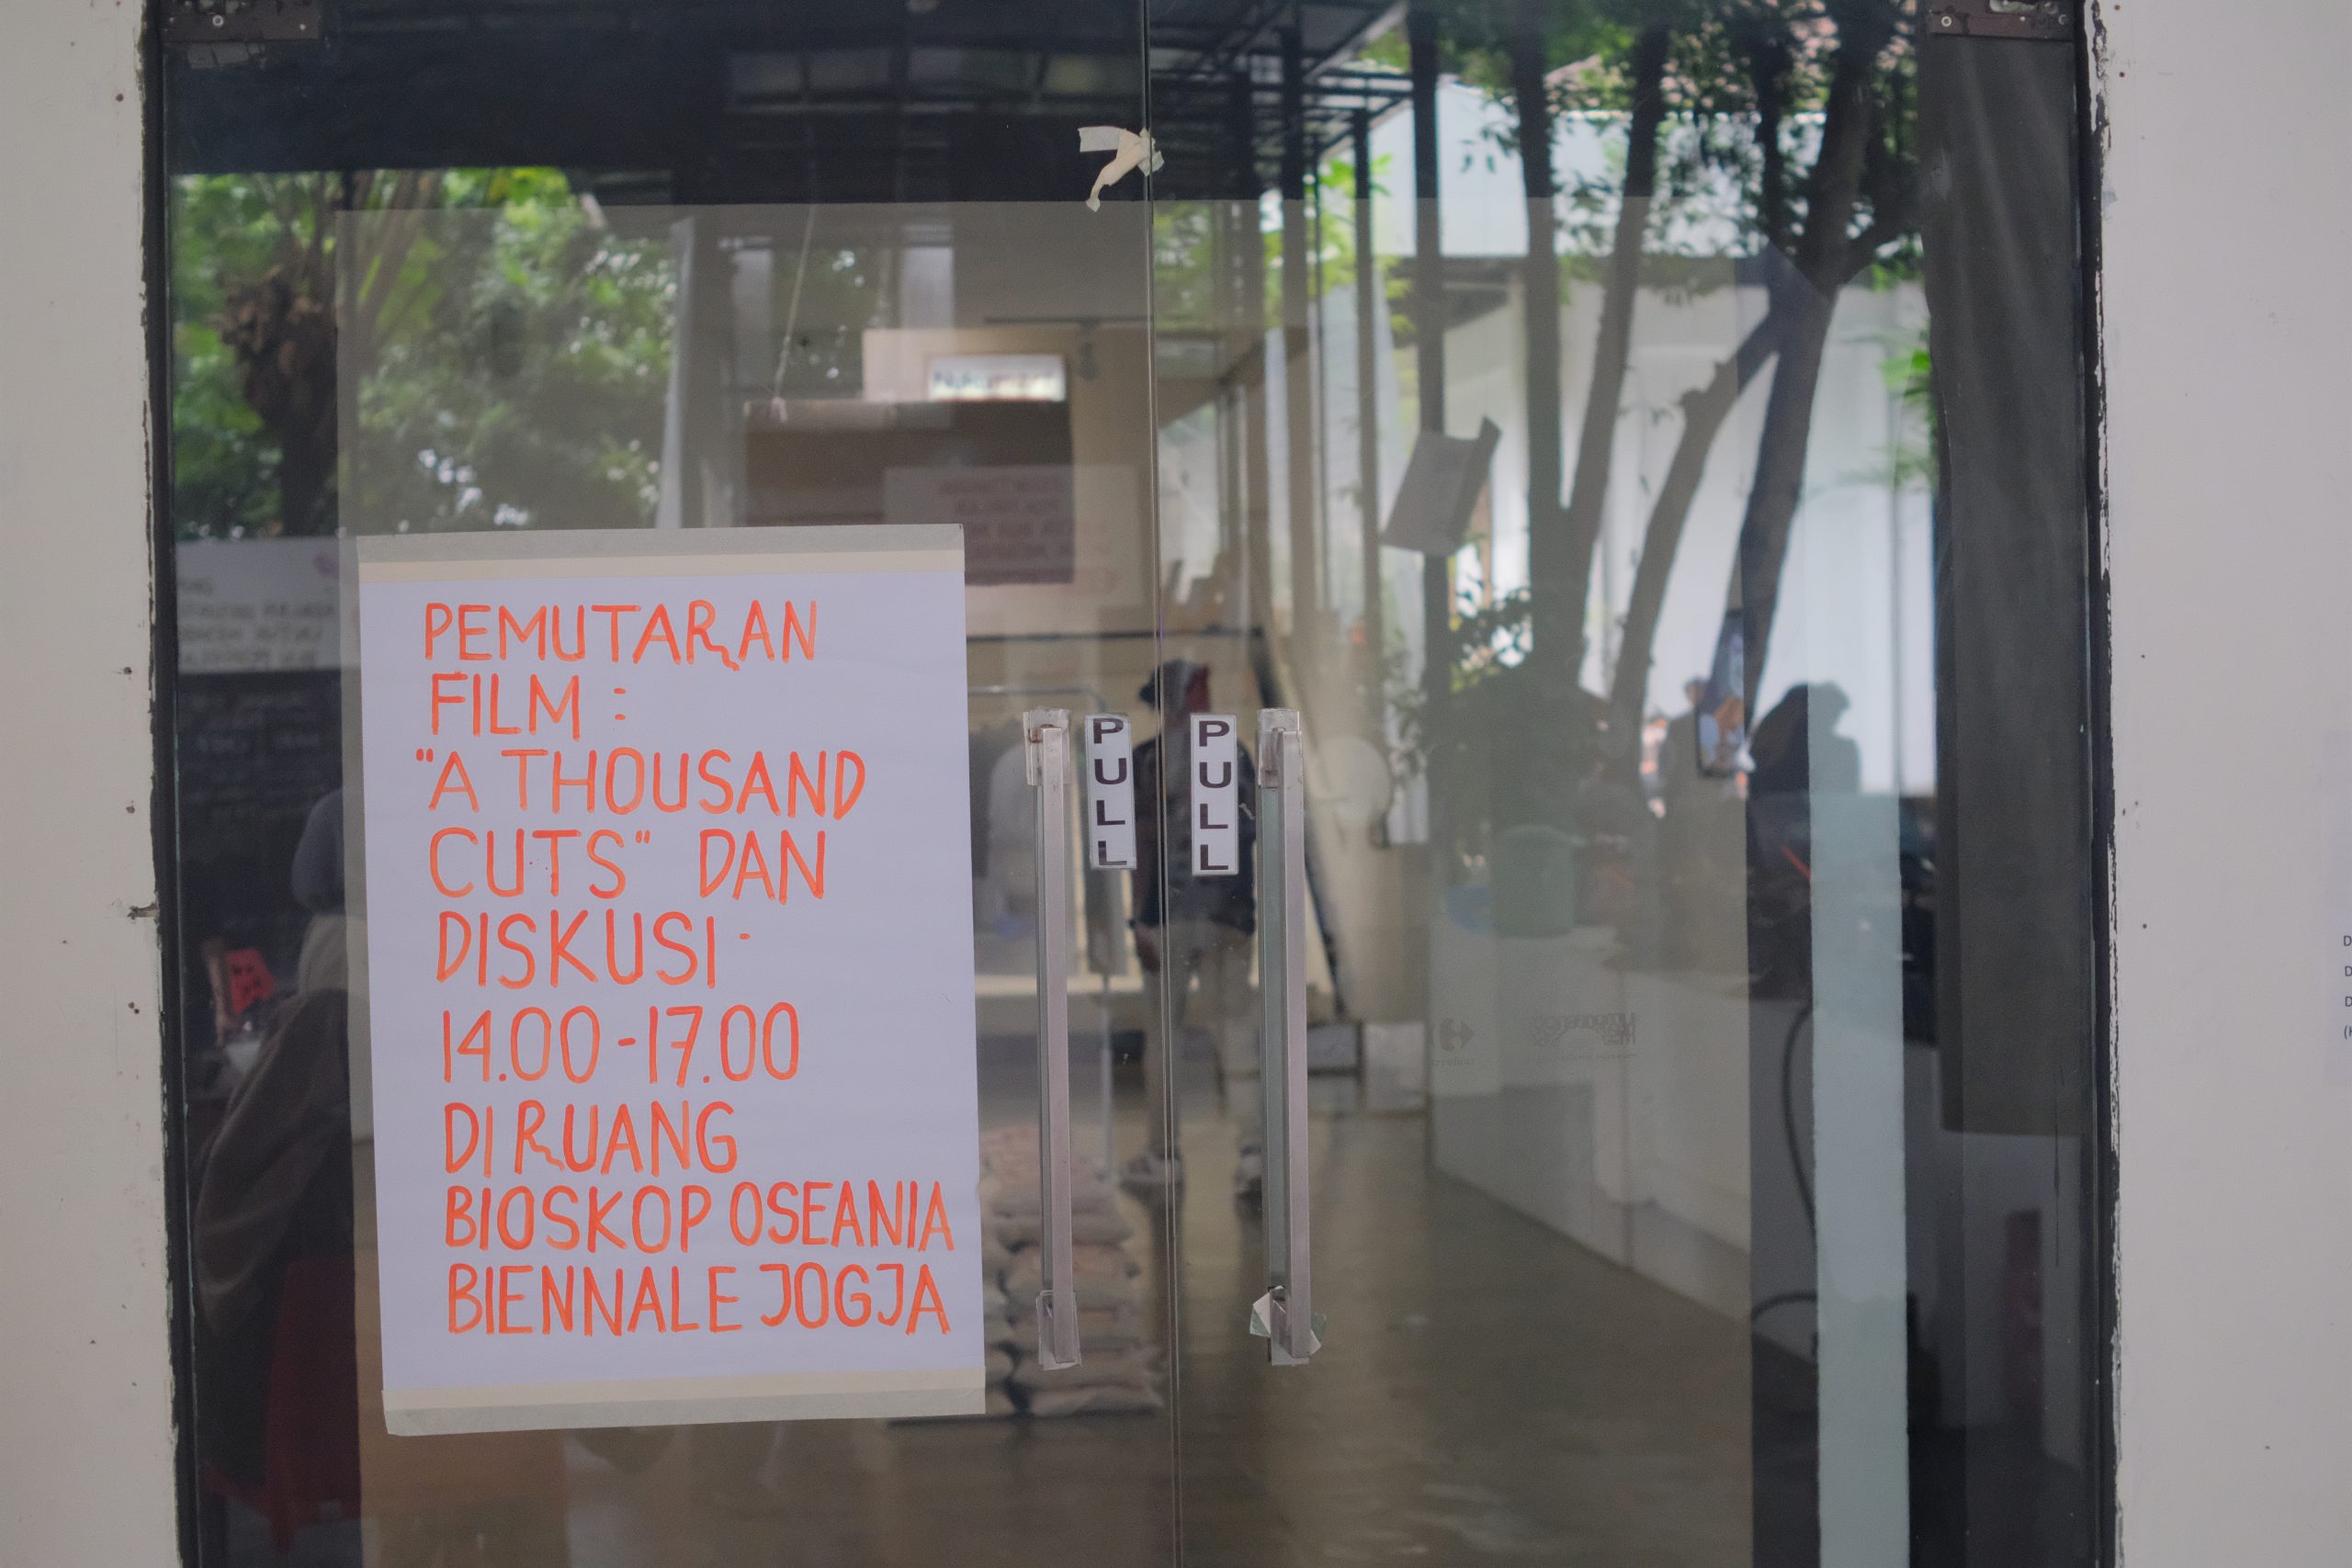 PEMUTARAN
FILM :
"A THOUSAND
CUTS" DAN
DISKUSI
14.00-17.00
DI RUANG
BIOSKOP OSEANIA
BIENNALE JOGJA
PULL
PULL